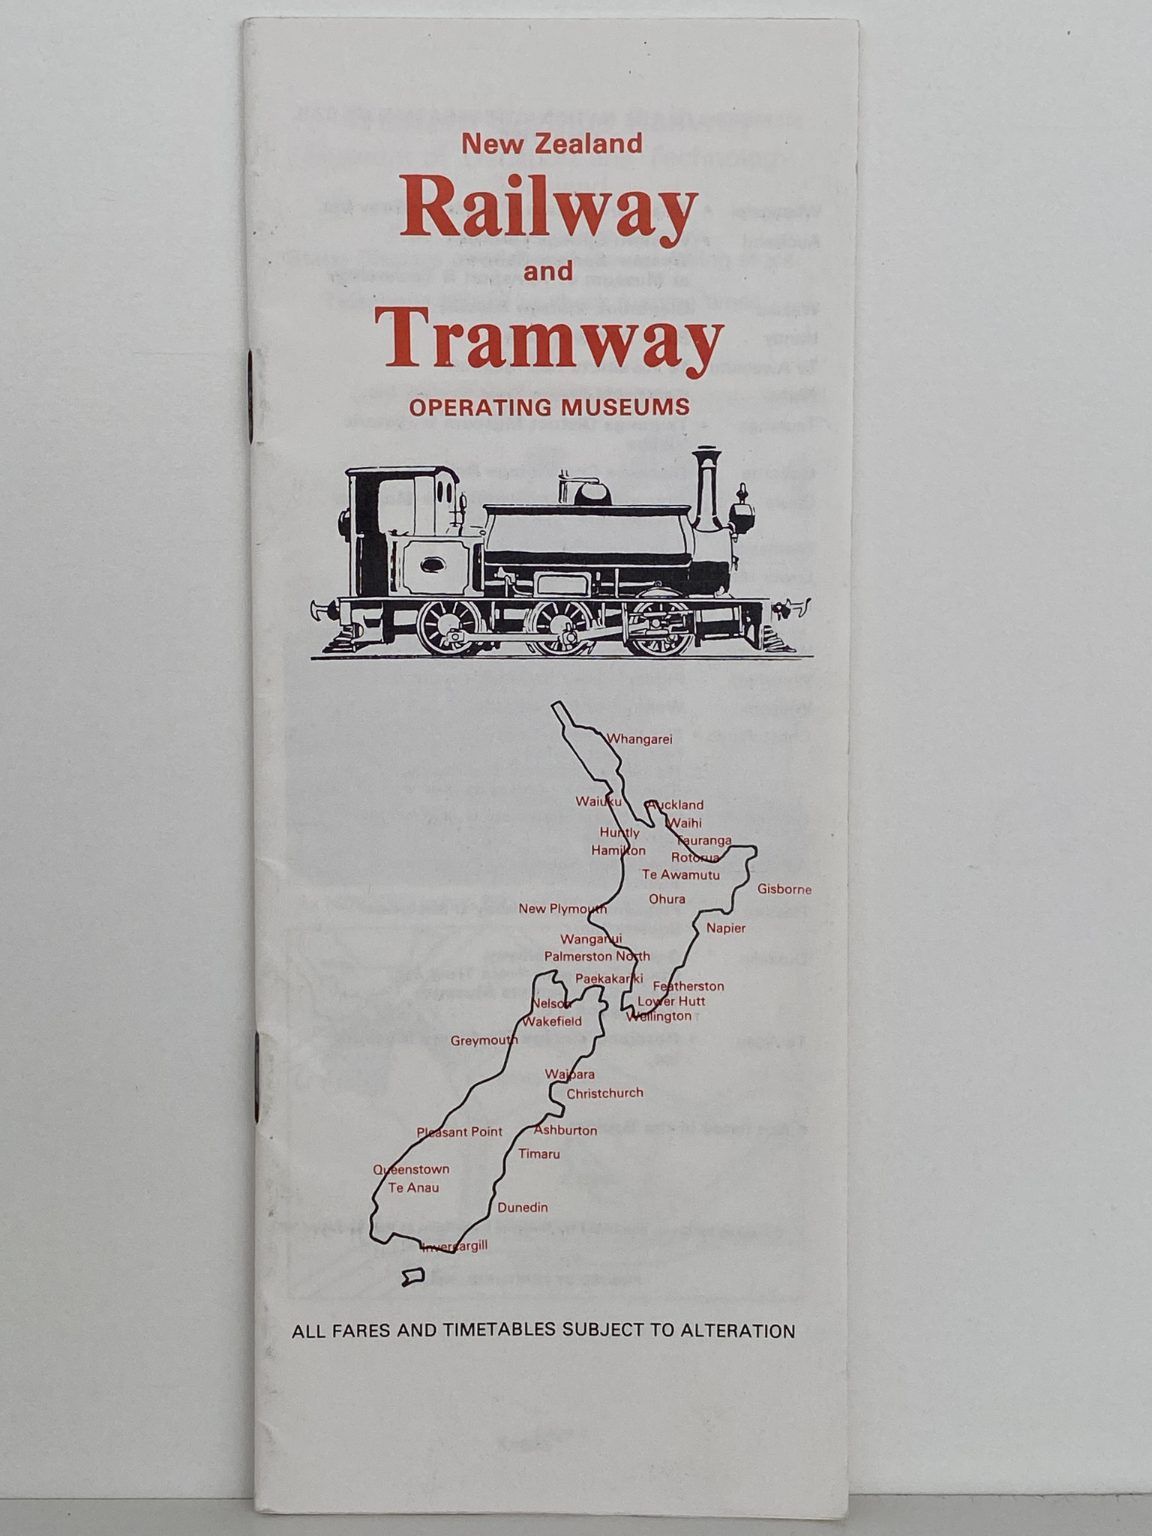 New Zealand
Railway
and
Tramway
OPERATING MUSEUMS
Whangarei
Waiuku
Auckland
Waihi
Huntly
Tauranga
Hamilton
Rotorua
Te Awamutu
Gisborne
Ohura
New Plymouth
Napier
Wanganui
Palmerston North
Paekakariki
Featherston
Nelson
Lower Hutt
Wellington
Wakefield
Greymouth
Waipara
Christchurch
Pleasant Point
Ashburton
Timaru
Queenstown
Te Anau
Dunedin
Invercargill
ALL FARES AND TIMETABLES SUBJECT TO ALTERATION